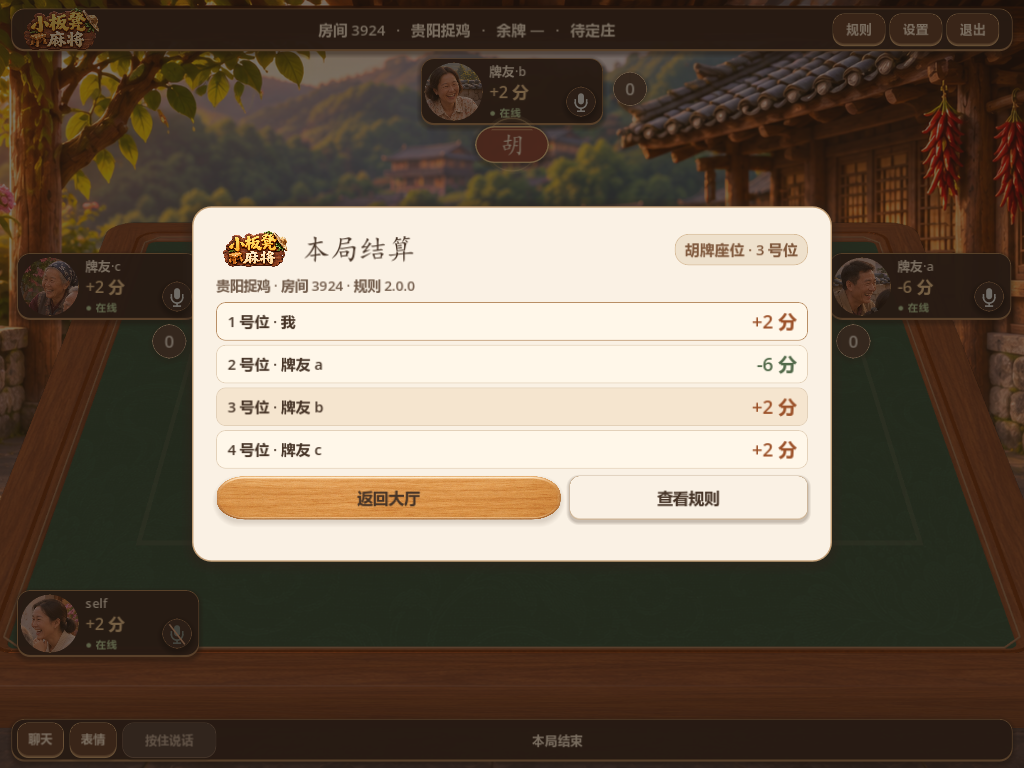 小板凳麻将
房间 3924 · 贵阳捉鸡 · 余牌 — · 待定庄
规则
设置
退出
牌友·b
+2 分
在线
0
胡
牌友·c
+2 分
在线
0
牌友·a
-6 分
在线
0
小板凳麻将
本局结算
胡牌座位 · 3 号位
贵阳捉鸡 · 房间 3924 · 规则 2.0.0
1 号位 · 我 +2 分
2 号位 · 牌友 a -6 分
3 号位 · 牌友 b +2 分
4 号位 · 牌友 c +2 分
返回大厅
查看规则
self
+2 分
在线
聊天
表情
按住说话
本局结束